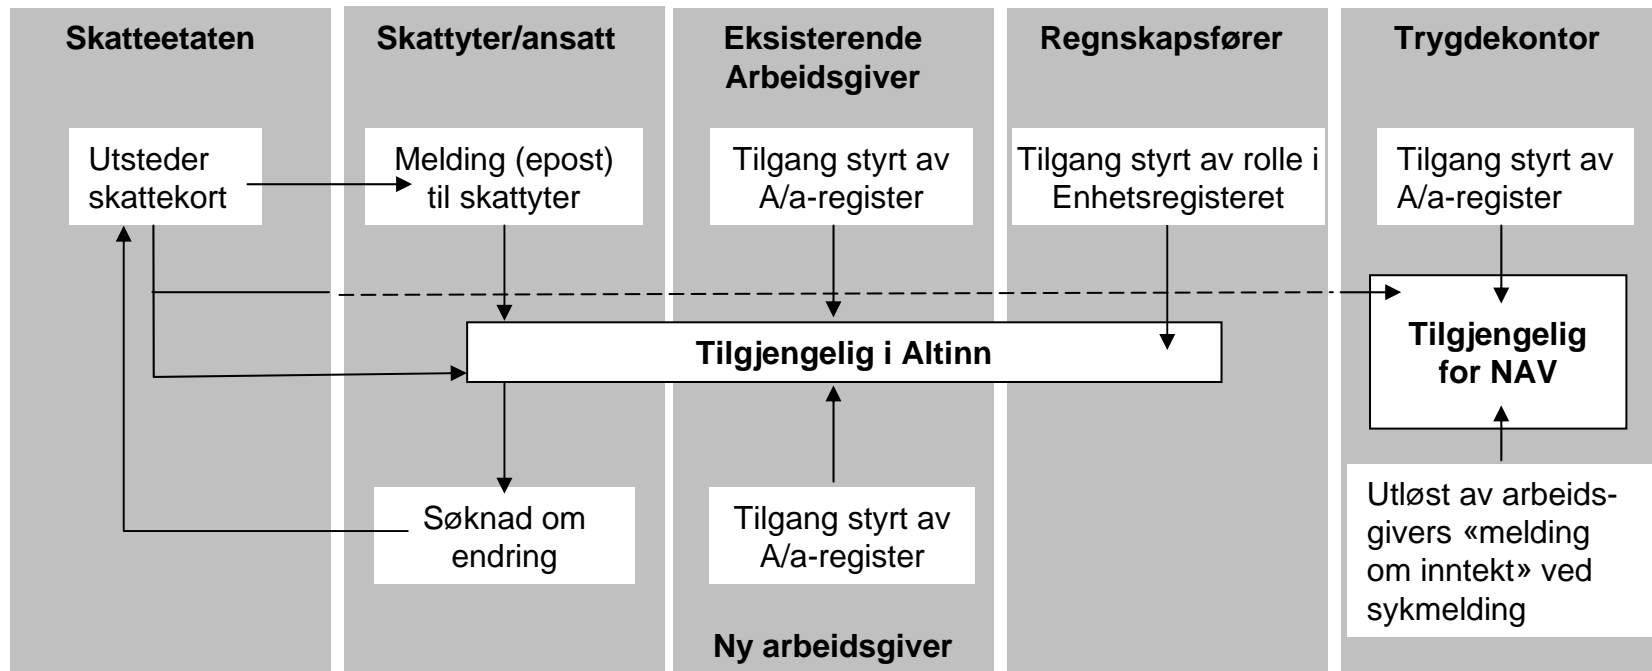 Skatteetaten
Skattyter/ansatt
Eksisterende
Arbeidsgiver
Regnskapsfører
Trygdekontor
Utsteder
skattekort
Melding (epost)
til skattyter
Tilgang styrt av
A/a-register
Tilgang styrt av rolle i
Enhetsregisteret
Tilgang styrt av
A/a-register
Tilgjengelig i Altinn
Tilgjengelig
for NAV
Søknad om
endring
Tilgang styrt av
A/a-register
Utløst av arbeids-
givers «melding
om inntekt» ved
sykmelding
Ny arbeidsgiver